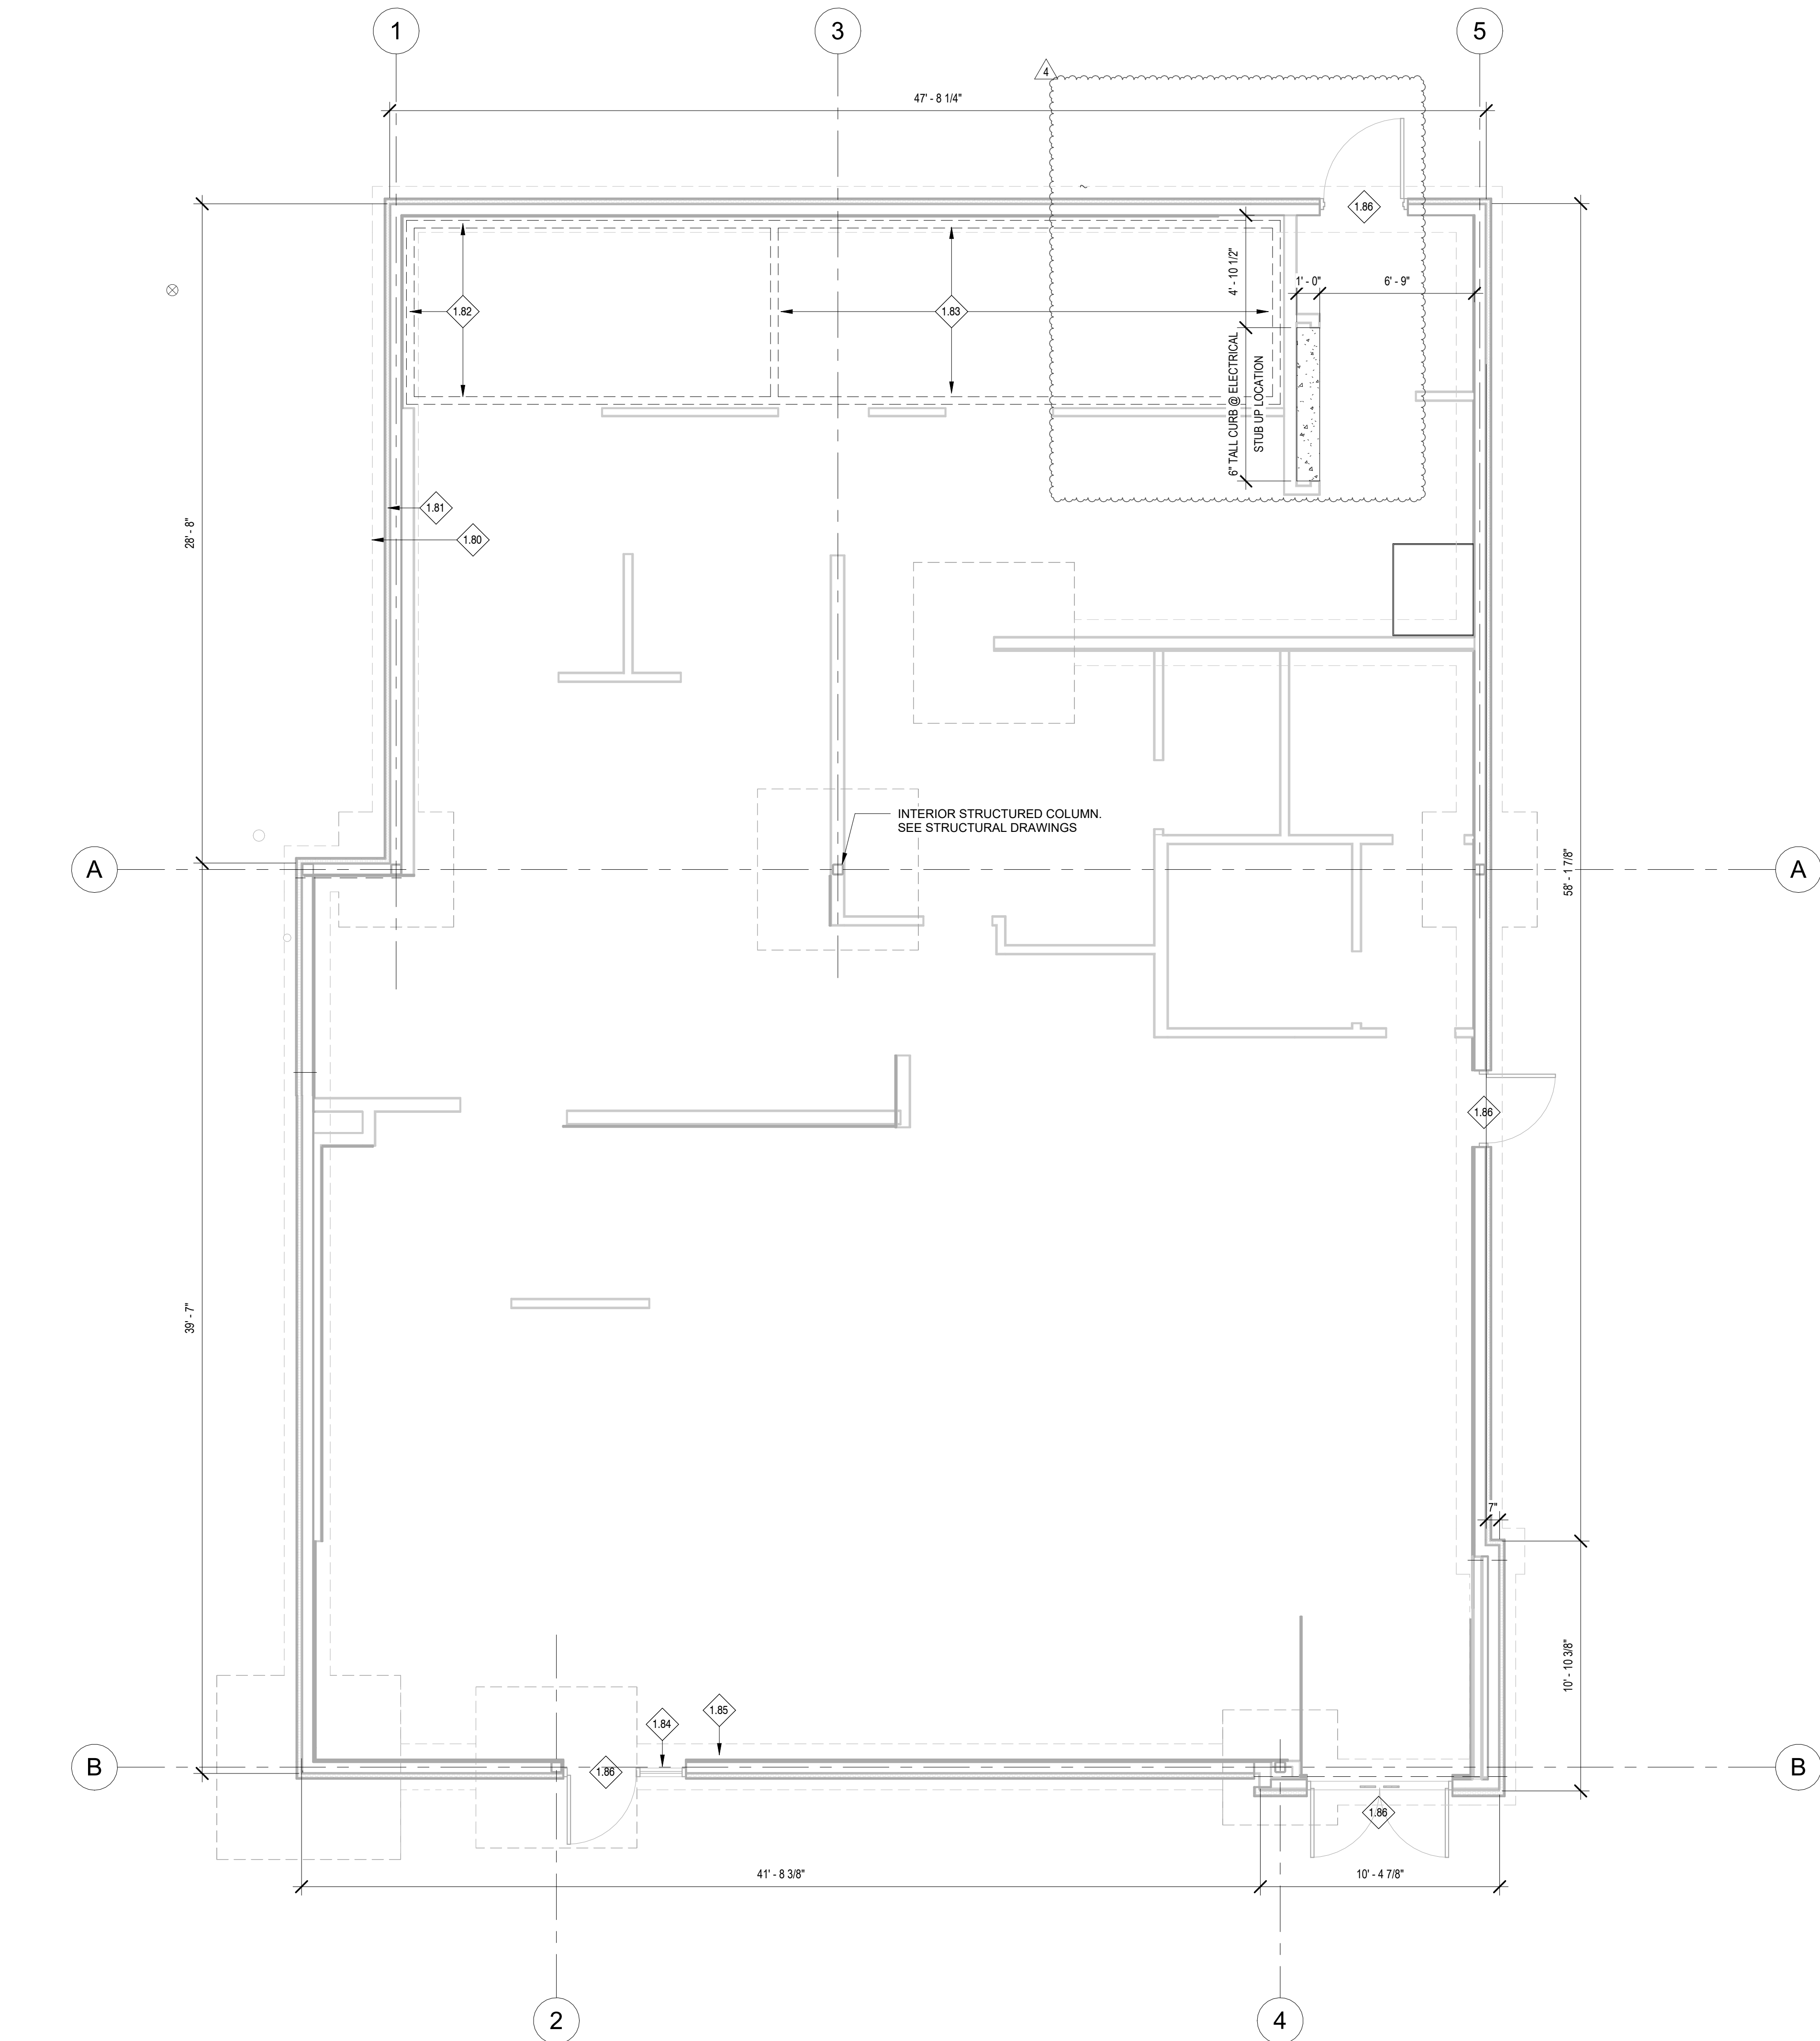 1
3
5
4
47' - 8 1/4"
1.86
4' - 10 1/2"
1' - 0"
6' - 9"
1.82
1.83
6" TALL CURB @ ELECTRICAL
STUB UP LOCATION
1.81
1.80
28' - 8"
INTERIOR STRUCTURED COLUMN.
SEE STRUCTURAL DRAWINGS
A
A
58' - 1 7/8"
1.86
39' - 7"
7"
10' - 10 3/8"
1.84
1.85
B
1.86
B
1.86
41' - 8 3/8"
10' - 4 7/8"
2
4